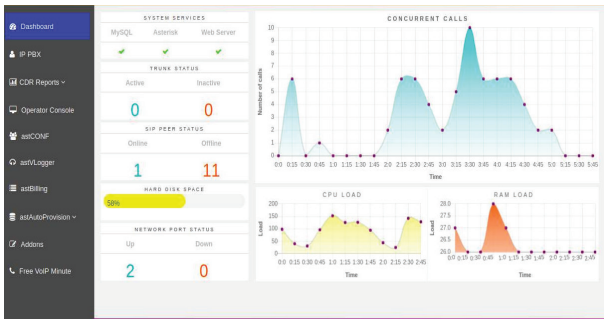 Dashboard
IP PBX
CDR Reports
Operator Console
astCONF
astVLogger
astBilling
astAutoProvision
Addons
Free VoIP Minute
SYSTEM SERVICES
MySQL Asterisk Web Server
TRUNK STATUS
Active Inactive
0 0
SIP PEER STATUS
Online Offline
1 11
HARD DISK SPACE
58%
NETWORK PORT STATUS
Up Down
2 0
CONCURRENT CALLS
Number of calls
10
9
8
7
6
5
4
3
2
1
0
0:0 0:15 0:30 0:45 1:0 1:15 1:30 1:45 2:0 2:15 2:30 2:45 3:0 3:15 3:30 3:45 4:0 4:15 4:30 4:45 5:0 5:15 5:30 5:45
Time
CPU LOAD
Load
200
150
100
50
0
0:0 0:15 0:30 0:45 1:0 1:15 1:30 1:45 2:0 2:15 2:30 2:45
Time
RAM LOAD
Load
28.0
27.5
27.0
26.5
26.0
0:0 0:15 0:30 0:45 1:0 1:15 1:30 1:45 2:0 2:15 2:30 2:45
Time